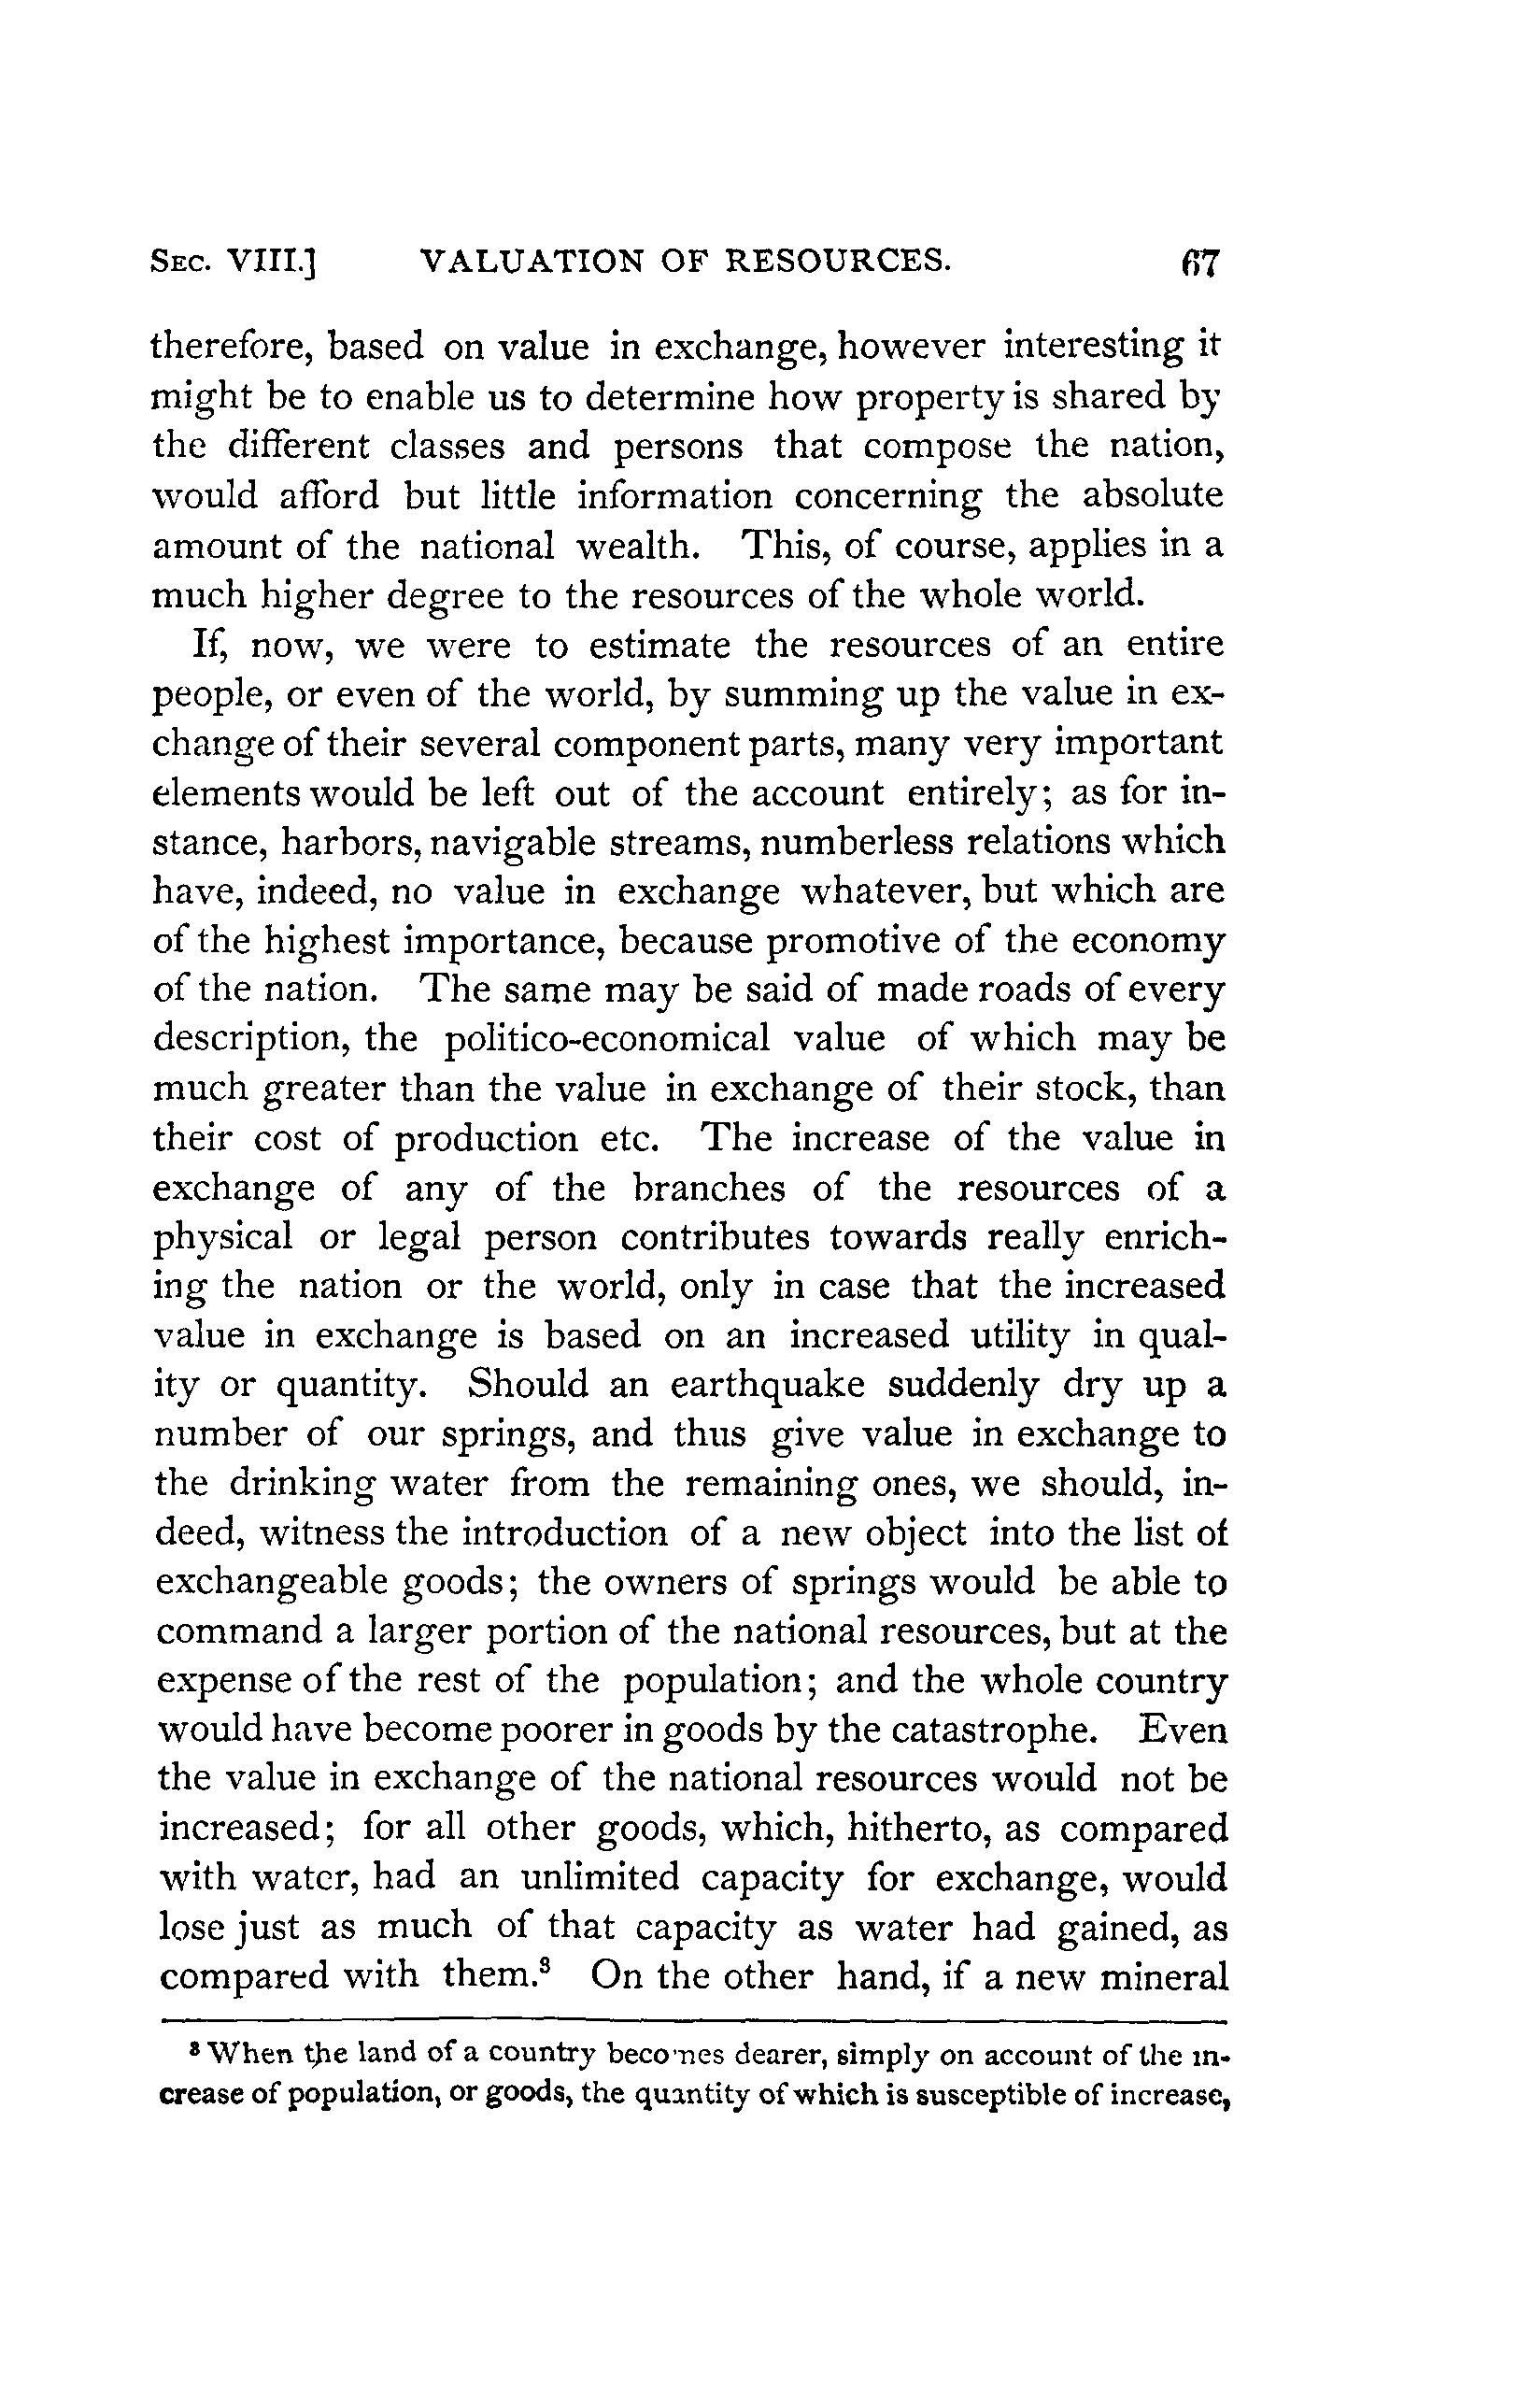 SEC. VIII.] VALUATION OF RESOURCES. 67
therefore, based on value in exchange, however interesting it
might be to enable us to determine how property is shared by
the different classes and persons that compose the nation,
would afford but little information concerning the absolute
amount of the national wealth. This, of course, applies in a
much higher degree to the resources of the whole world.
If, now, we were to estimate the resources of an entire
people, or even of the world, by summing up the value in ex-
change of their several component parts, many very important
elements would be left out of the account entirely; as for in-
stance, harbors, navigable streams, numberless relations which
have, indeed, no value in exchange whatever, but which are
of the highest importance, because promotive of the economy
of the nation. The same may be said of made roads of every
description, the politico-economical value of which may be
much greater than the value in exchange of their stock, than
their cost of production etc. The increase of the value in
exchange of any of the branches of the resources of a
physical or legal person contributes towards really enrich-
ing the nation or the world, only in case that the increased
value in exchange is based on an increased utility in qual-
ity or quantity. Should an earthquake suddenly dry up a
number of our springs, and thus give value in exchange to
the drinking water from the remaining ones, we should, in-
deed, witness the introduction of a new object into the list of
exchangeable goods; the owners of springs would be able to
command a larger portion of the national resources, but at the
expense of the rest of the population; and the whole country
would have become poorer in goods by the catastrophe. Even
the value in exchange of the national resources would not be
increased; for all other goods, which, hitherto, as compared
with water, had an unlimited capacity for exchange, would
lose just as much of that capacity as water had gained, as
compared with them.³ On the other hand, if a new mineral
³ When the land of a country becomes dearer, simply on account of the in-
crease of population, or goods, the quantity of which is susceptible of increase,